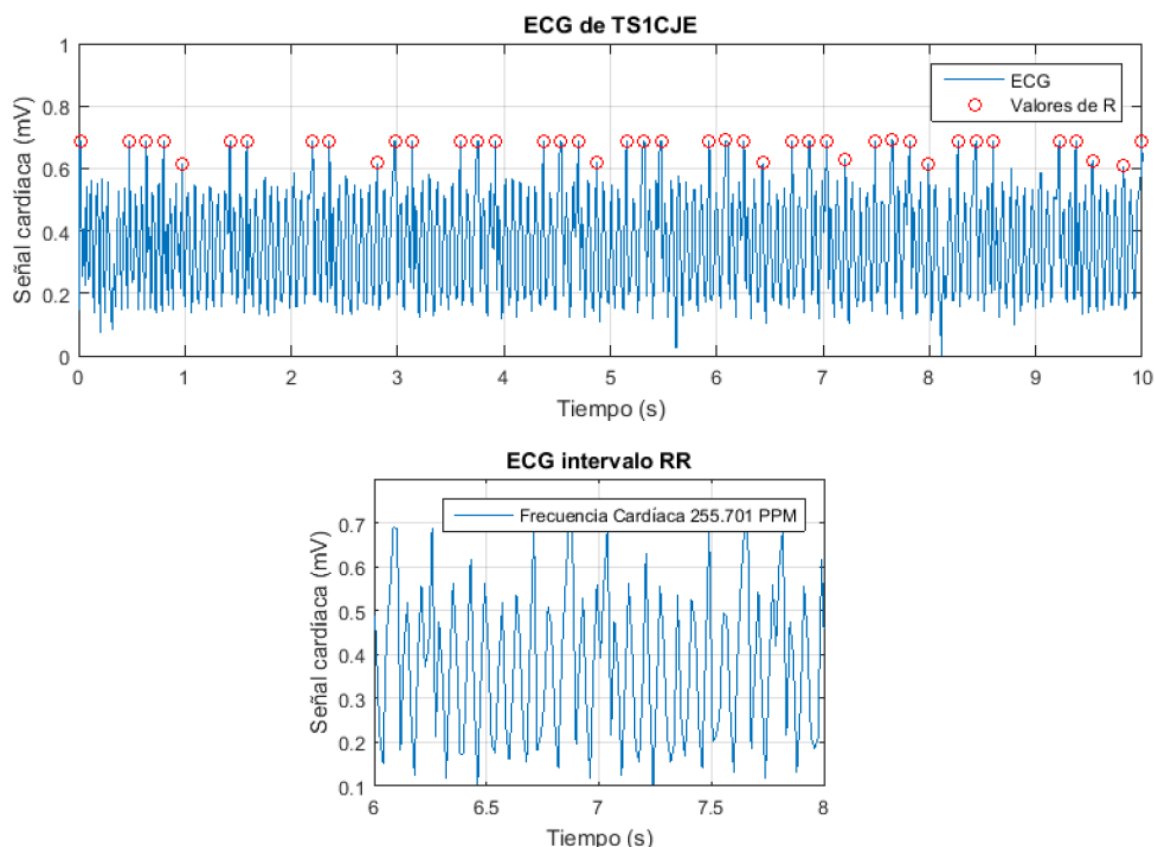 ECG de TS1CJE
1
0.8
0.6
0.4
0.2
0
Señal cardíaca (mV)
ECG
Valores de R
0 1 2 3 4 5 6 7 8 9 10
Tiempo (s)
ECG intervalo RR
Frecuencia Cardíaca 255.701 PPM
0.7
0.6
0.5
0.4
0.3
0.2
0.1
Señal cardíaca (mV)
6 6.5 7 7.5 8
Tiempo (s)